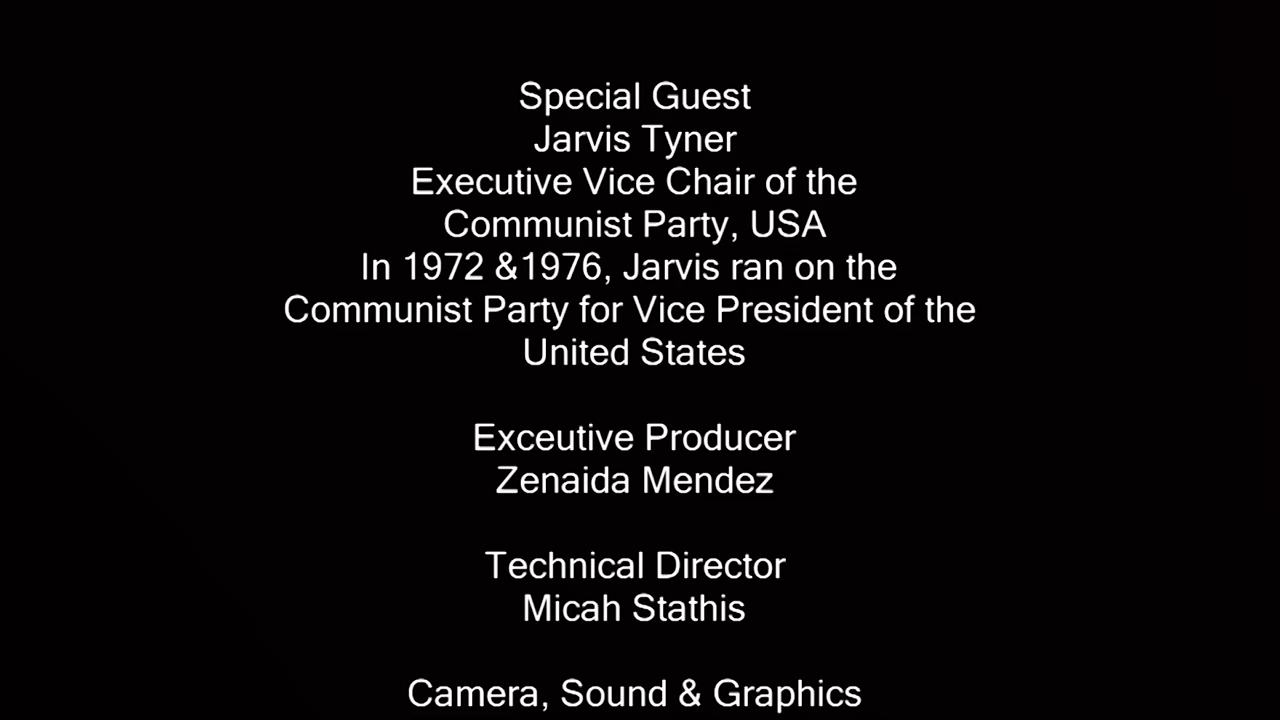 Special Guest
Jarvis Tyner
Executive Vice Chair of the
Communist Party, USA
In 1972 &1976, Jarvis ran on the
Communist Party for Vice President of the
United States
Exceutive Producer
Zenaida Mendez
Technical Director
Micah Stathis
Camera, Sound & Graphics